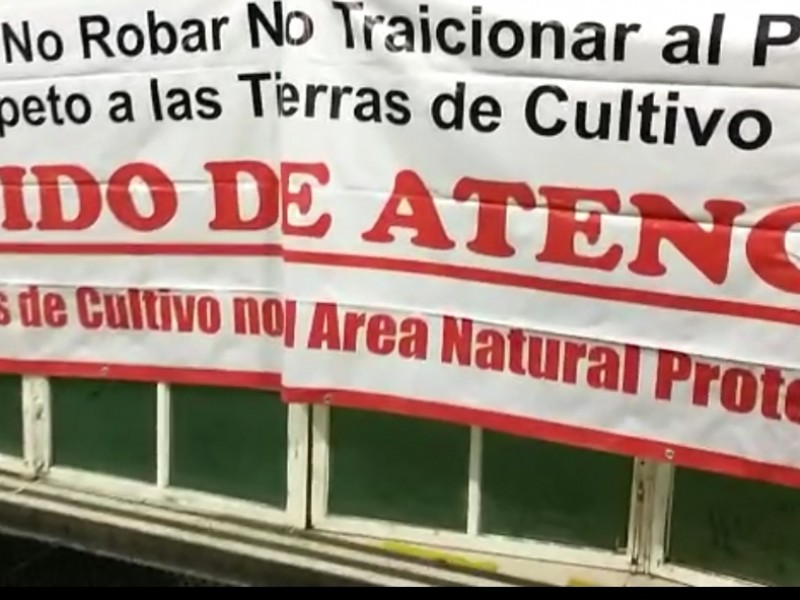 No Robar No Traicionar al P
peto a las Tierras de Cultivo
IDO DE ATENC
s de Cultivo no Area Natural Prote